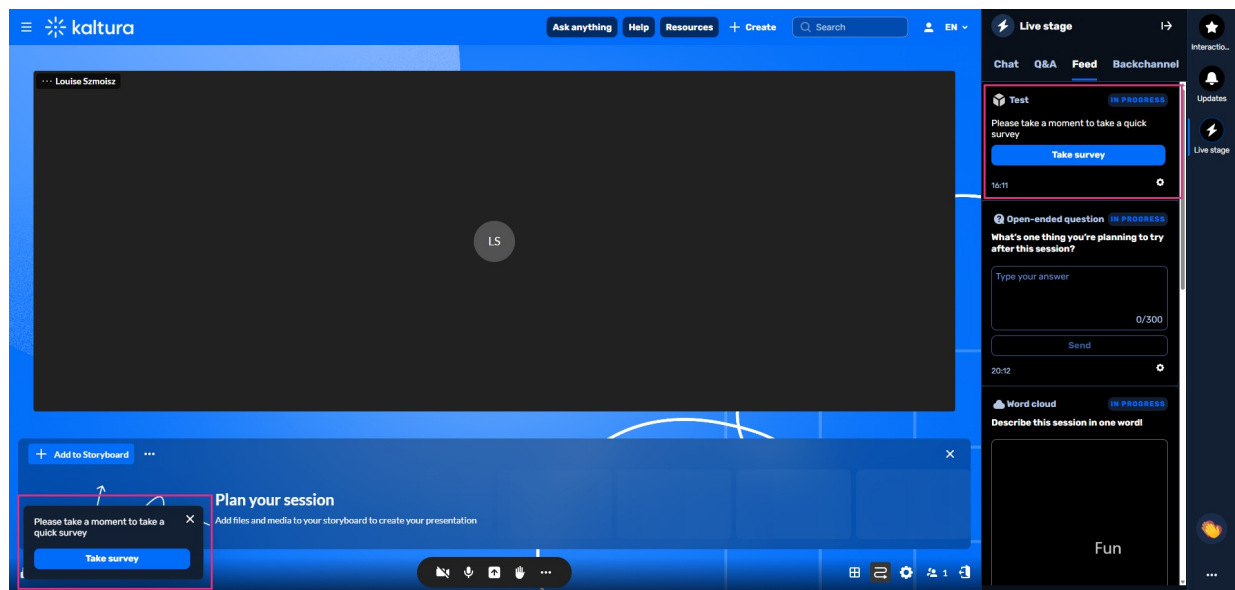 kaltura
Ask anything
Help
Resources
Create
Search
EN
Louise Szmoisz
LS
Add to Storyboard
Plan your session
Add files and media to your storyboard to create your presentation
Please take a moment to take a
quick survey
Take survey
1
Live stage
Chat Q&A Feed Backchannel
Test IN PROGRESS
Please take a moment to take a quick
survey
Take survey
16:11
Open-ended question IN PROGRESS
What's one thing you're planning to try
after this session?
Type your answer
0/300
Send
20:12
Word cloud IN PROGRESS
Describe this session in one word!
Fun
Interactio...
Updates
Live stage